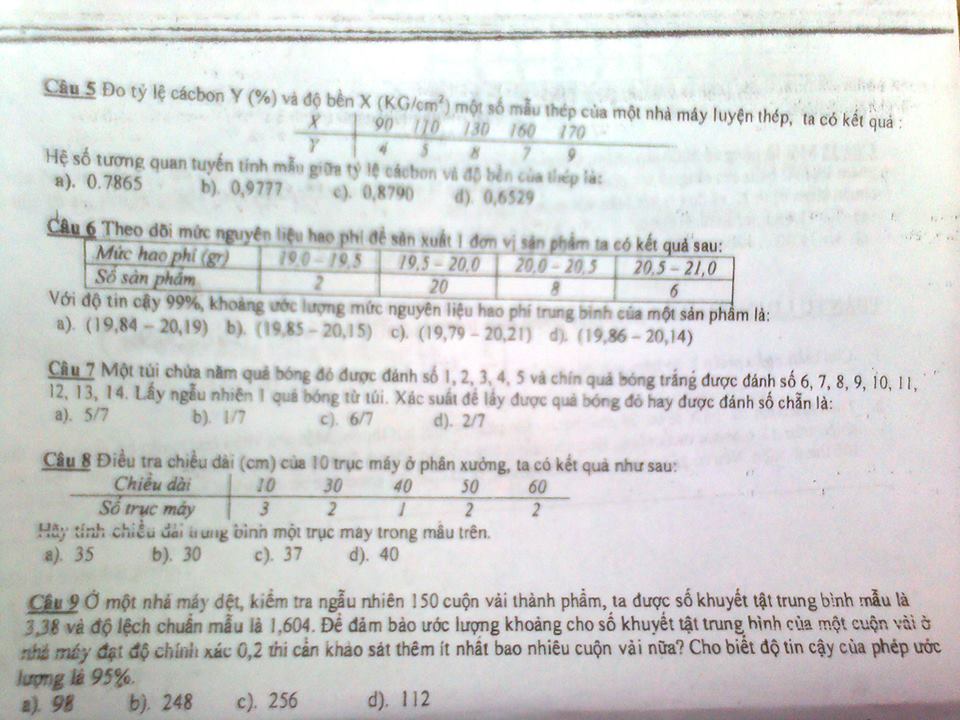 Câu 5 Đo tỷ lệ cácbon Y (%) và độ bền X (KG/cm²) một số mẫu thép của một nhà máy luyện thép, ta có kết quả :
X 90 110 130 160 170
Y 4 5 8 7 9
Hệ số tương quan tuyến tính mẫu giữa tỷ lệ cácbon và độ bền của thép là:
a). 0.7865 b). 0,9777 c). 0,8790 d). 0,6529
Câu 6 Theo dõi mức nguyên liệu hao phí để sản xuất 1 đơn vị sản phẩm ta có kết quả sau:
Mức hao phí (gr) 19,0 – 19,5 19,5 – 20,0 20,0 – 20,5 20,5 – 21,0
Số sản phẩm 2 20 8 6
Với độ tin cậy 99%, khoảng ước lượng mức nguyên liệu hao phí trung bình của một sản phẩm là:
a). (19,84 – 20,19) b). (19,85 – 20,15) c). (19,79 – 20,21) d). (19,86 – 20,14)
Câu 7 Một túi chứa năm quả bóng đỏ được đánh số 1, 2, 3, 4, 5 và chín quả bóng trắng được đánh số 6, 7, 8, 9, 10, 11,
12, 13, 14. Lấy ngẫu nhiên 1 quả bóng từ túi. Xác suất để lấy được quả bóng đỏ hay được đánh số chẵn là:
a). 5/7 b). 1/7 c). 6/7 d). 2/7
Câu 8 Điều tra chiều dài (cm) của 10 trục máy ở phân xưởng, ta có kết quả như sau:
Chiều dài 10 30 40 50 60
Số trục máy 3 2 1 2 2
Hãy tính chiều dài trung bình một trục máy trong mẫu trên.
a). 35 b). 30 c). 37 d). 40
Câu 9 Ở một nhà máy dệt, kiểm tra ngẫu nhiên 150 cuộn vải thành phẩm, ta được số khuyết tật trung bình mẫu là
3,38 và độ lệch chuẩn mẫu là 1,604. Để đảm bảo ước lượng khoảng cho số khuyết tật trung bình của một cuộn vải ở
nhà máy đạt độ chính xác 0,2 thì cần khảo sát thêm ít nhất bao nhiêu cuộn vải nữa? Cho biết độ tin cậy của phép ước
lượng là 95%.
a). 98 b). 248 c). 256 d). 112